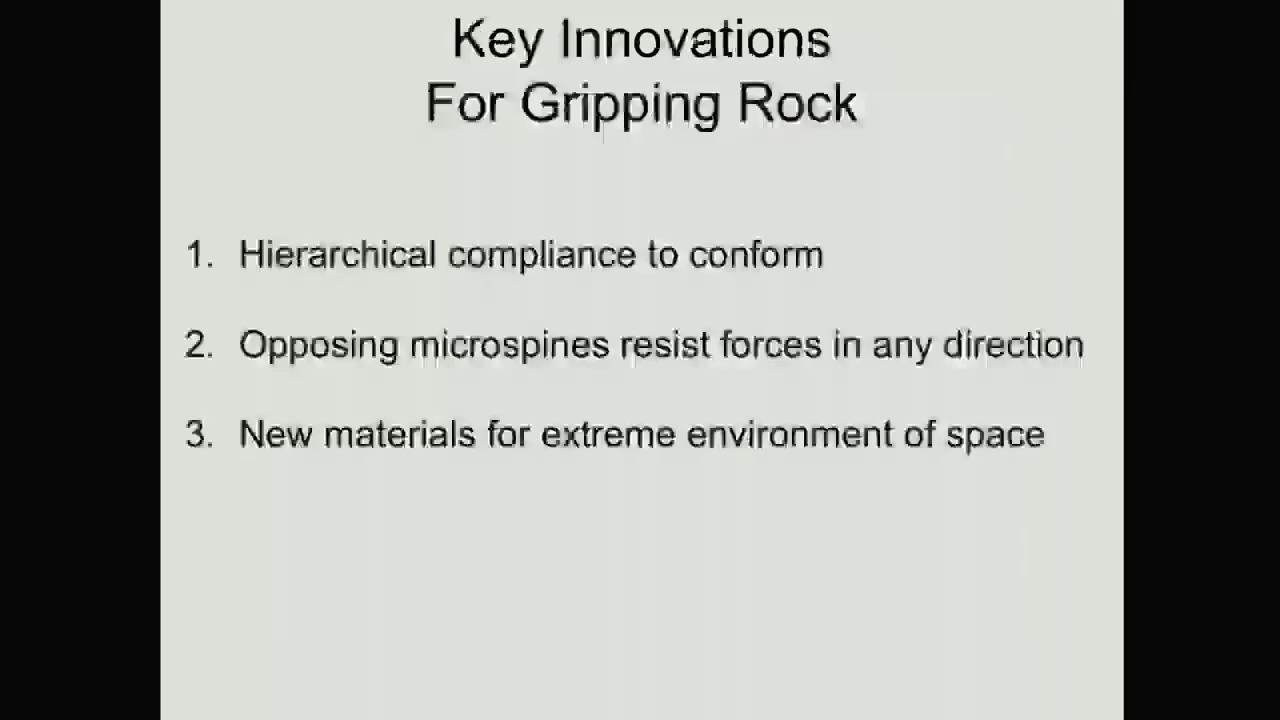 Key Innovations
For Gripping Rock
1. Hierarchical compliance to conform
2. Opposing microspines resist forces in any direction
3. New materials for extreme environment of space